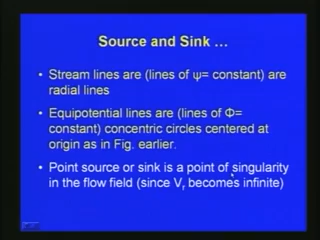 Source and Sink …
• Stream lines are (lines of ψ= constant) are
radial lines
• Equipotential lines are (lines of Φ=
constant) concentric circles centered at
origin as in Fig. earlier.
• Point source or sink is a point of singularity
in the flow field (since Vr becomes infinite)